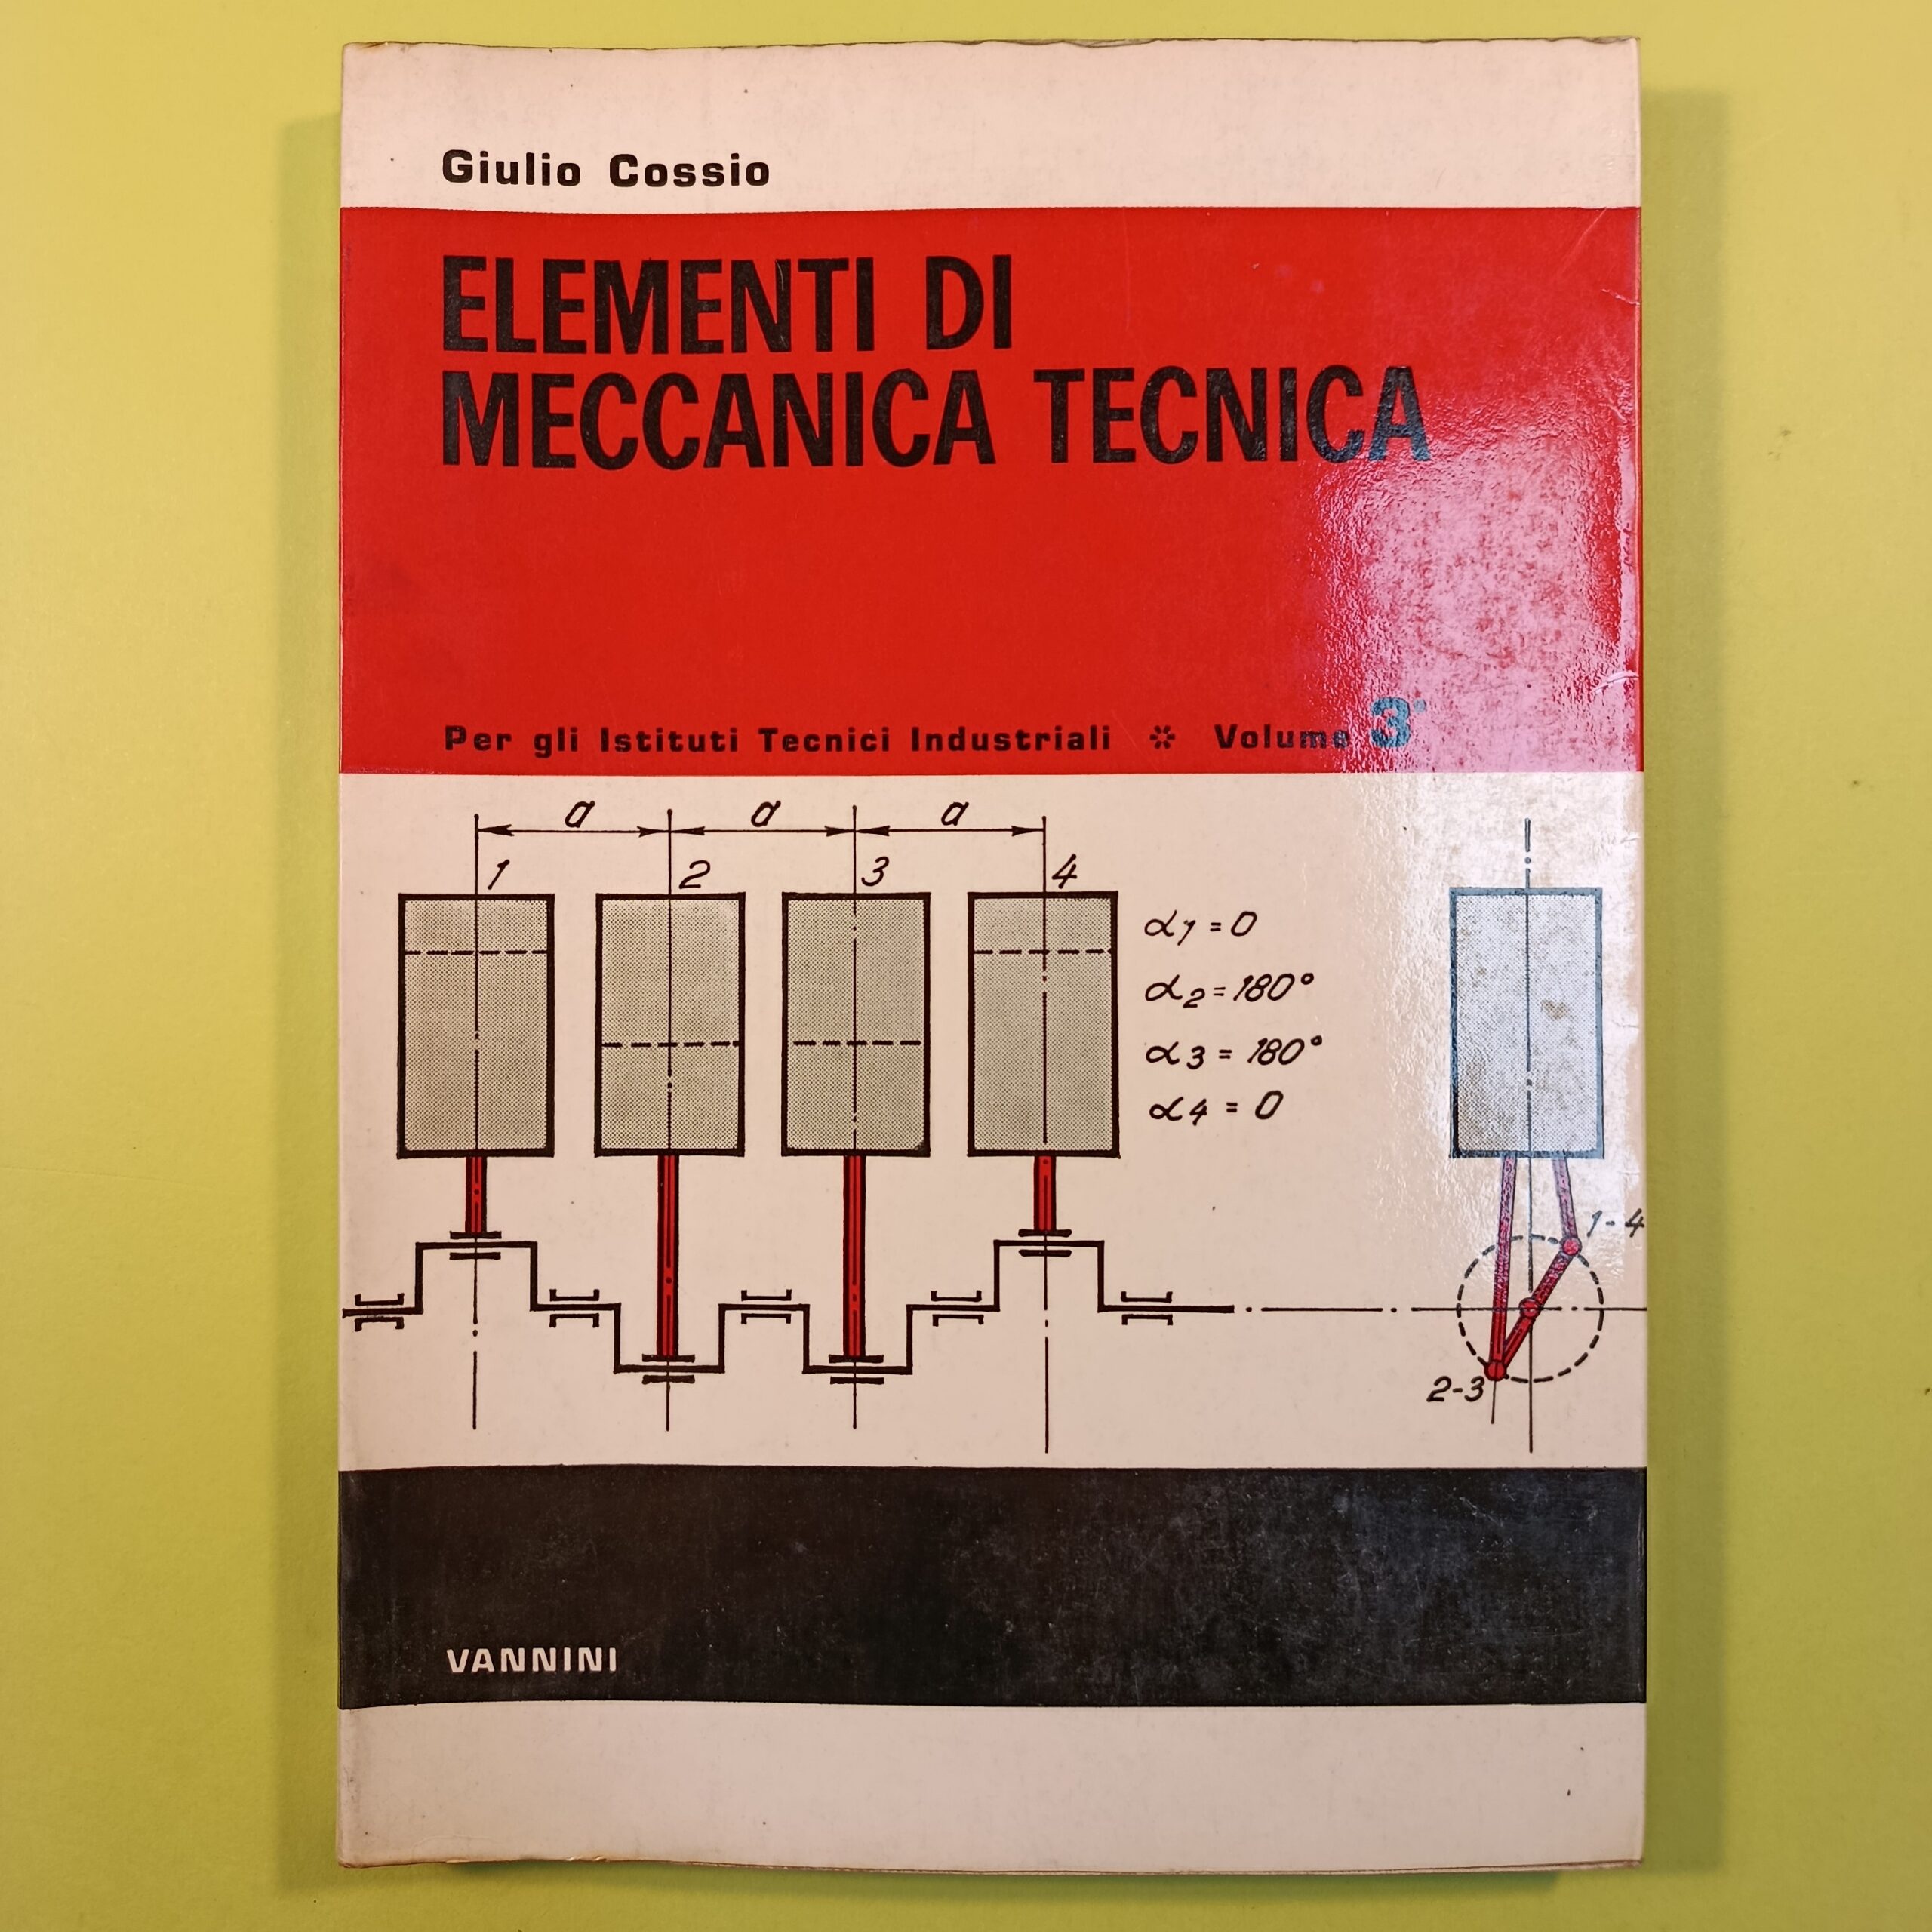 Giulio Cossio
ELEMENTI DI
MECCANICA TECNICA
Per gli Istituti Tecnici Industriali * Volume 3°
a a a
1 2 3 4
α1 = 0
α2 = 180°
α3 = 180°
α4 = 0
1-4
2-3
VANNINI